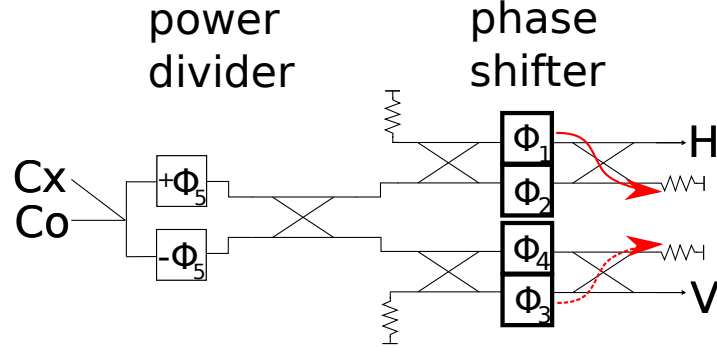 power
divider
phase
shifter
Cx
Co
+Φ5
-Φ5
Φ1
Φ2
Φ4
Φ3
H
V